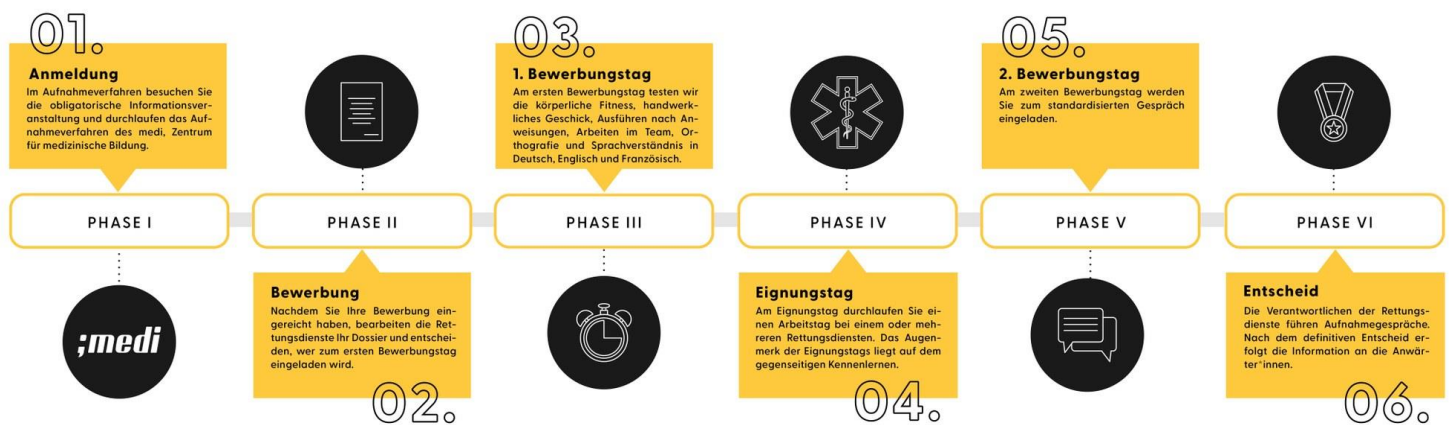 01.
Anmeldung
Im Aufnahmeverfahren besuchen Sie
die obligatorische Informationsver-
anstaltung und durchlaufen das Auf-
nahmeverfahren des medi, Zentrum
für medizinische Bildung.
PHASE I
;medi
PHASE II
Bewerbung
Nachdem Sie Ihre Bewerbung ein-
gereicht haben, bearbeiten die Ret-
tungsdienste Ihr Dossier und entschei-
den, wer zum ersten Bewerbungstag
eingeladen wird.
02.
03.
1. Bewerbungstag
Am ersten Bewerbungstag testen wir
die körperliche Fitness, handwerk-
liches Geschick, Ausführen nach An-
weisungen, Arbeiten im Team, Or-
thografie und Sprachverständnis in
Deutsch, Englisch und Französisch.
PHASE III
PHASE IV
Eignungstag
Am Eignungstag durchlaufen Sie ei-
nen Arbeitstag bei einem oder meh-
reren Rettungsdiensten. Das Augen-
merk der Eignungstags liegt auf dem
gegenseitigen Kennenlernen.
04.
05.
2. Bewerbungstag
Am zweiten Bewerbungstag werden
Sie zum standardisierten Gespräch
eingeladen.
PHASE V
PHASE VI
Entscheid
Die Verantwortlichen der Rettungs-
dienste führen Aufnahmegespräche.
Nach dem definitiven Entscheid er-
folgt die Information an die Anwär-
ter*innen.
06.